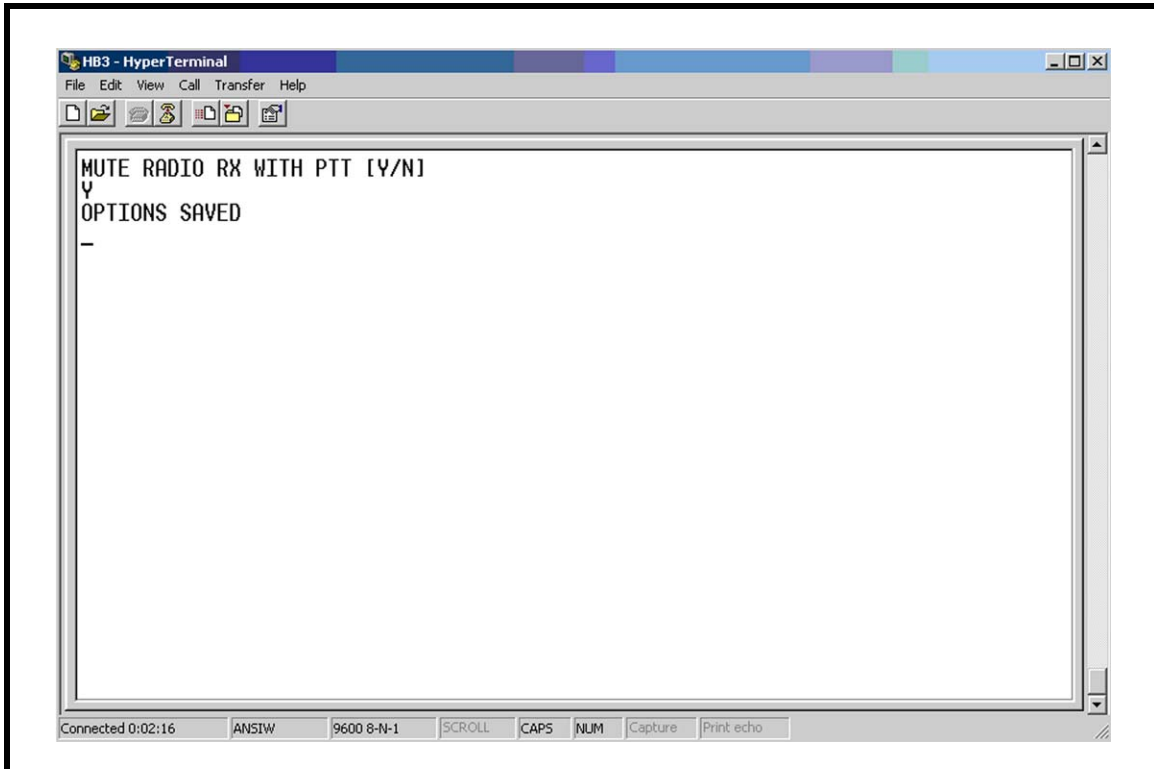 HB3 - HyperTerminal
File Edit View Call Transfer Help
MUTE RADIO RX WITH PTT [Y/N]
Y
OPTIONS SAVED
_
Connected 0:02:16 ANSIW 9600 8-N-1 SCROLL CAPS NUM Capture Print echo